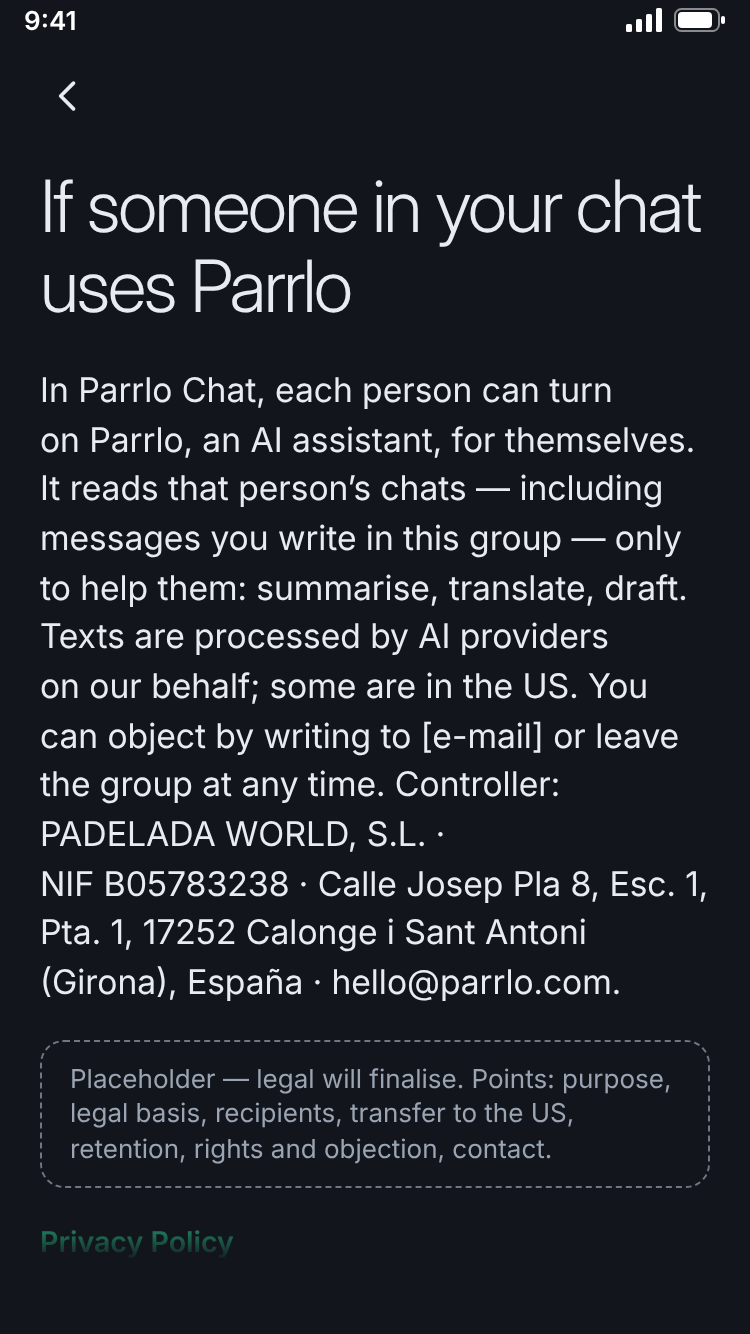 9:41
If someone in your chat
uses Parrlo
In Parrlo Chat, each person can turn
on Parrlo, an AI assistant, for themselves.
It reads that person’s chats — including
messages you write in this group — only
to help them: summarise, translate, draft.
Texts are processed by AI providers
on our behalf; some are in the US. You
can object by writing to [e-mail] or leave
the group at any time. Controller:
PADELADA WORLD, S.L. ·
NIF B05783238 · Calle Josep Pla 8, Esc. 1,
Pta. 1, 17252 Calonge i Sant Antoni
(Girona), España · hello@parrlo.com.
Placeholder — legal will finalise. Points: purpose,
legal basis, recipients, transfer to the US,
retention, rights and objection, contact.
Privacy Policy